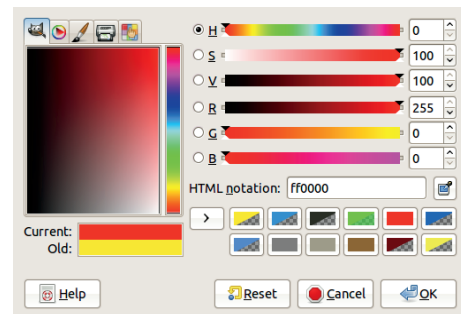 H 0
S 100
V 100
R 255
G 0
B 0
HTML notation: ff0000
>
Current:
Old:
Help Reset Cancel OK